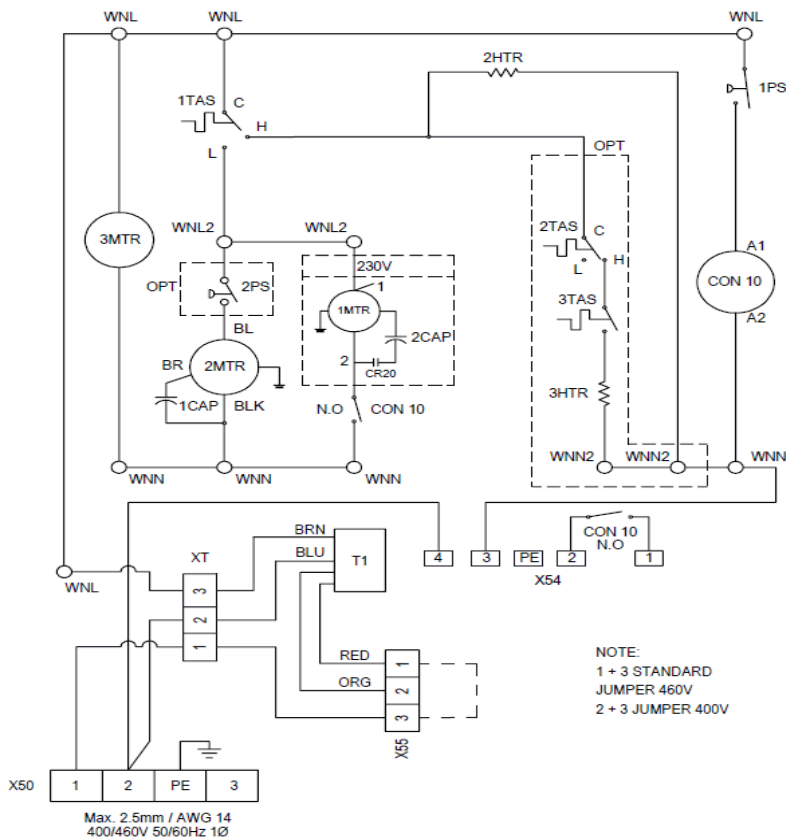 WNL WNL WNL
2HTR
1PS
1TAS C
H
L
OPT
3MTR
WNL2 WNL2
2TAS C
L H
A1
230V
OPT 2PS
1
CON 10
3TAS
1MTR
A2
BL
2CAP
BR 2MTR
2
CR20
3HTR
1CAP BLK
N.O CON 10
WNN2 WNN2 WNN
WNN WNN WNN
BRN
CON 10
N.O
XT
BLU
T1
4 3 PE 2 1
X54
WNL
3
2
1
RED
ORG
1
2
3
X55
NOTE:
1 + 3 STANDARD
JUMPER 460V
2 + 3 JUMPER 400V
X50 1 2 PE 3
Max. 2.5mm / AWG 14
400/460V 50/60Hz 1Ø